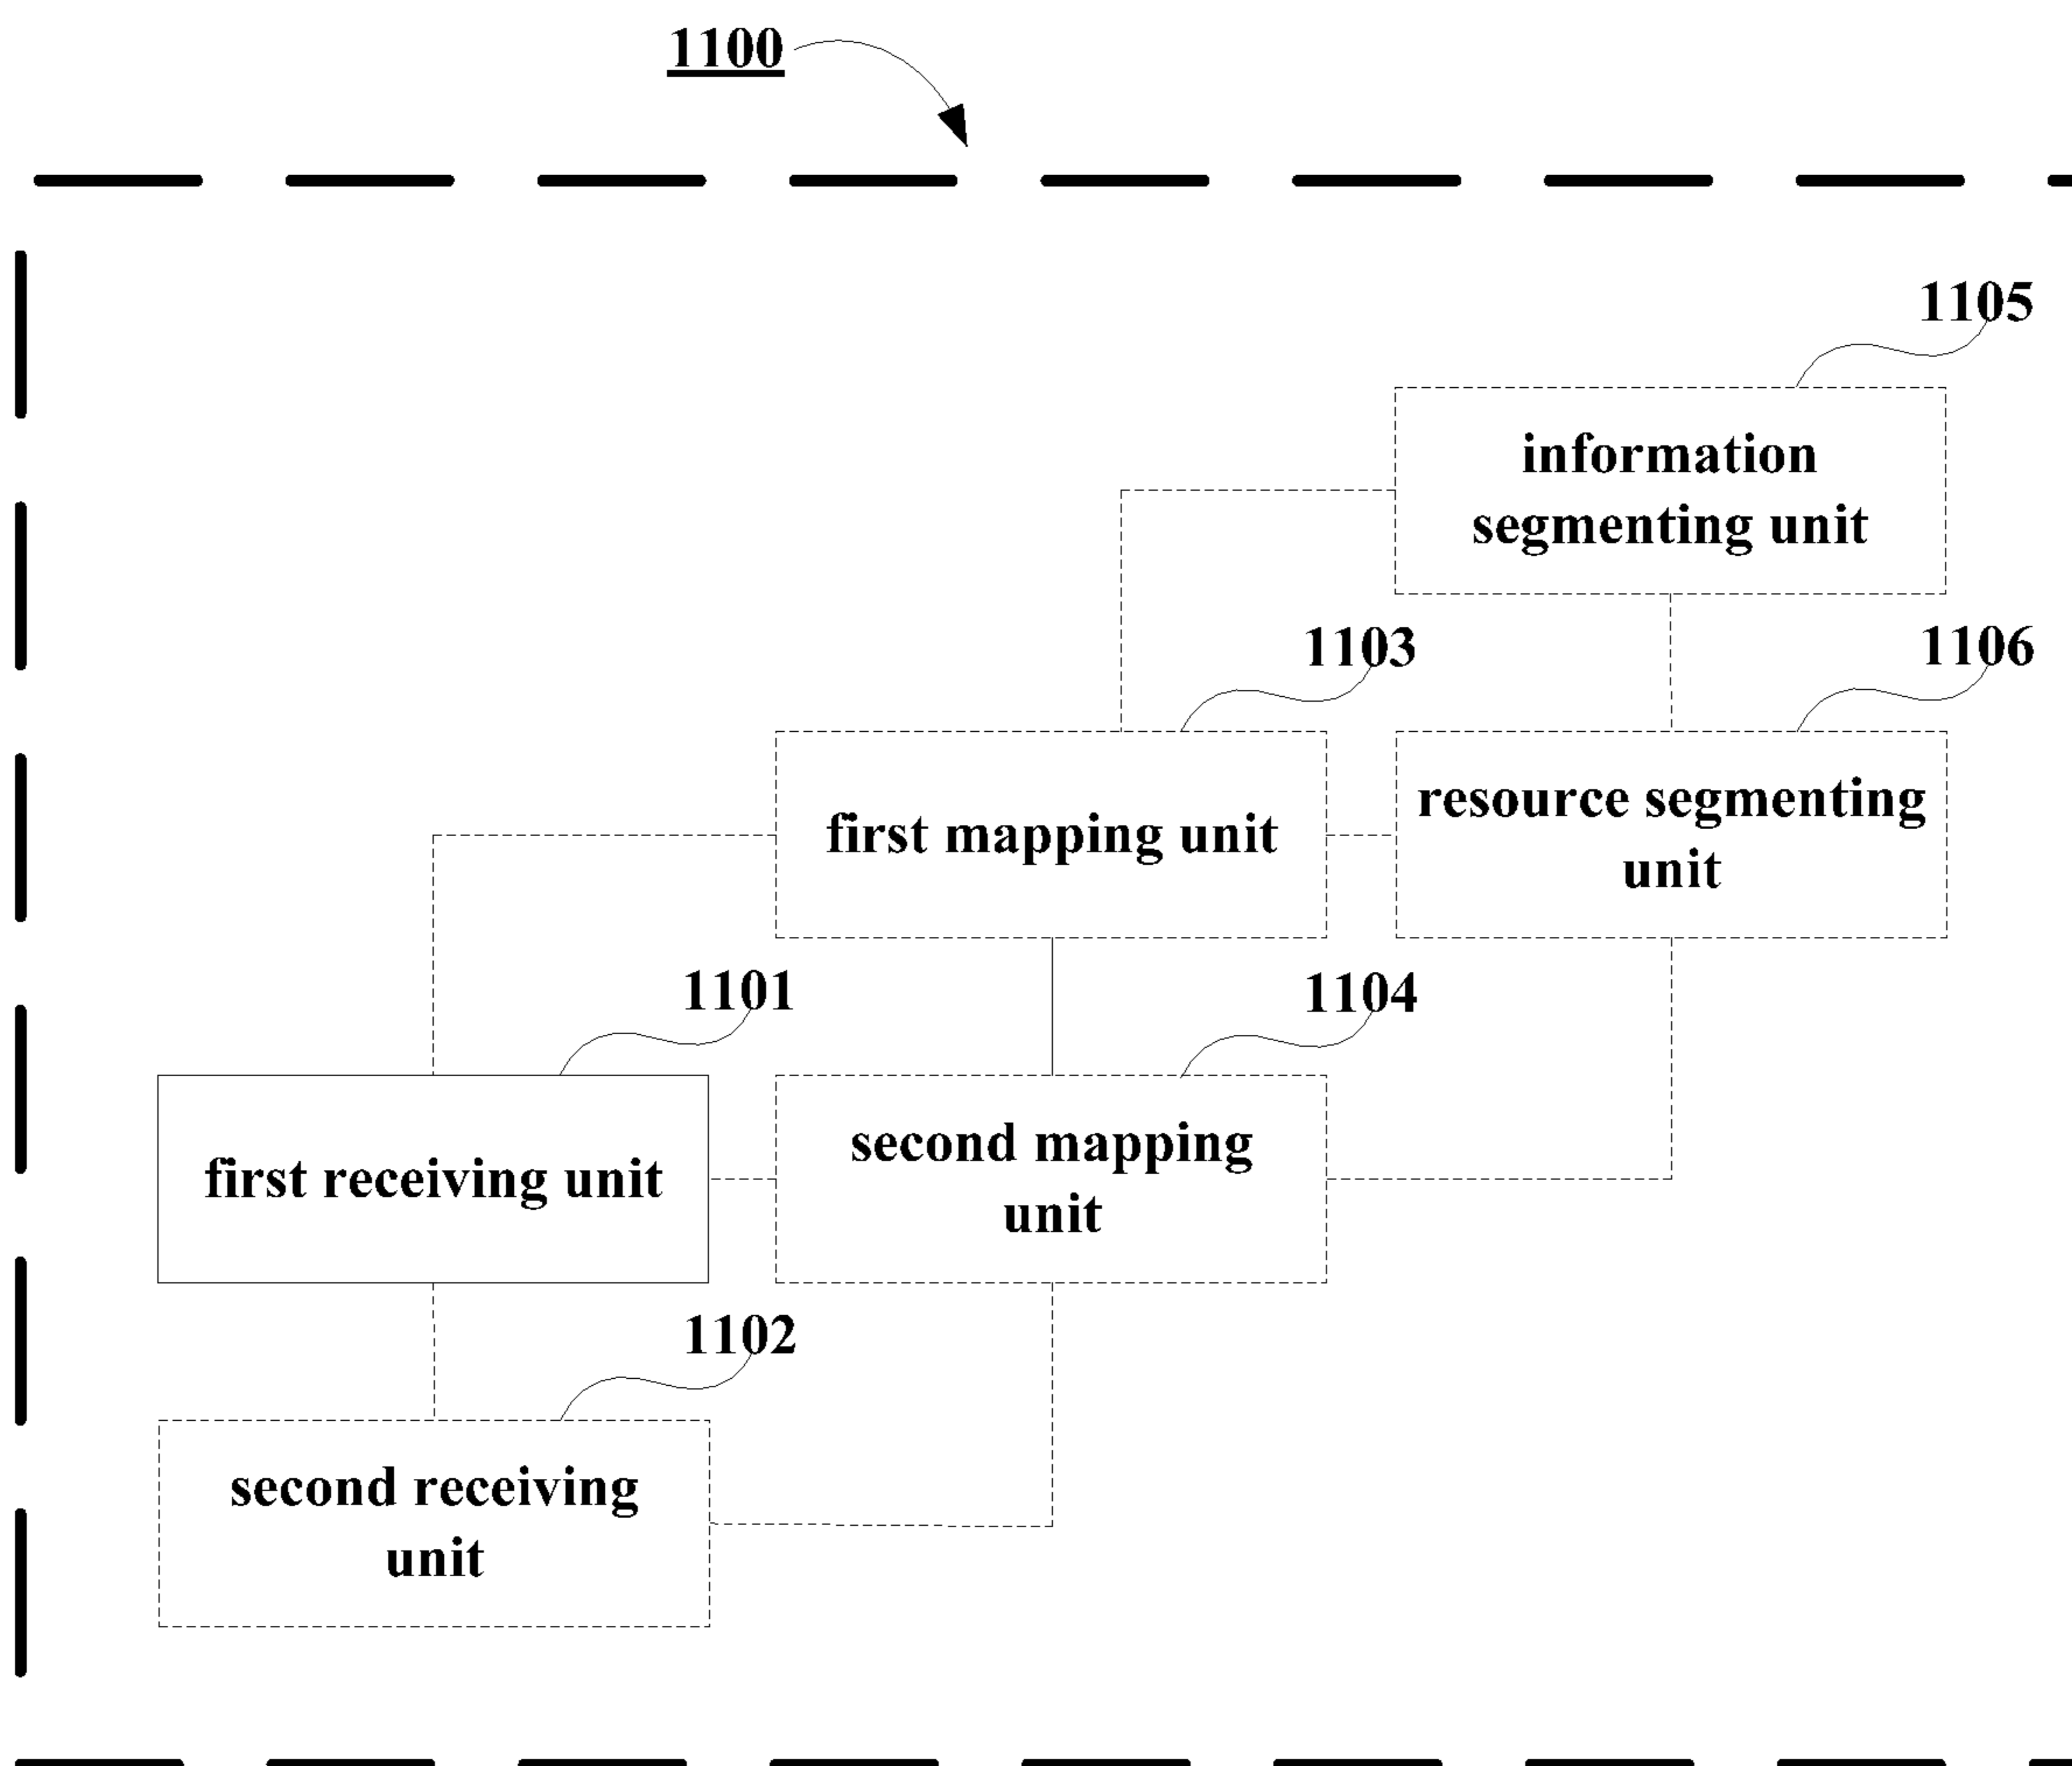 1100
1105
information
segmenting unit
1103
1106
first mapping unit
resource segmenting
unit
1101
1104
first receiving unit
second mapping
unit
1102
second receiving
unit